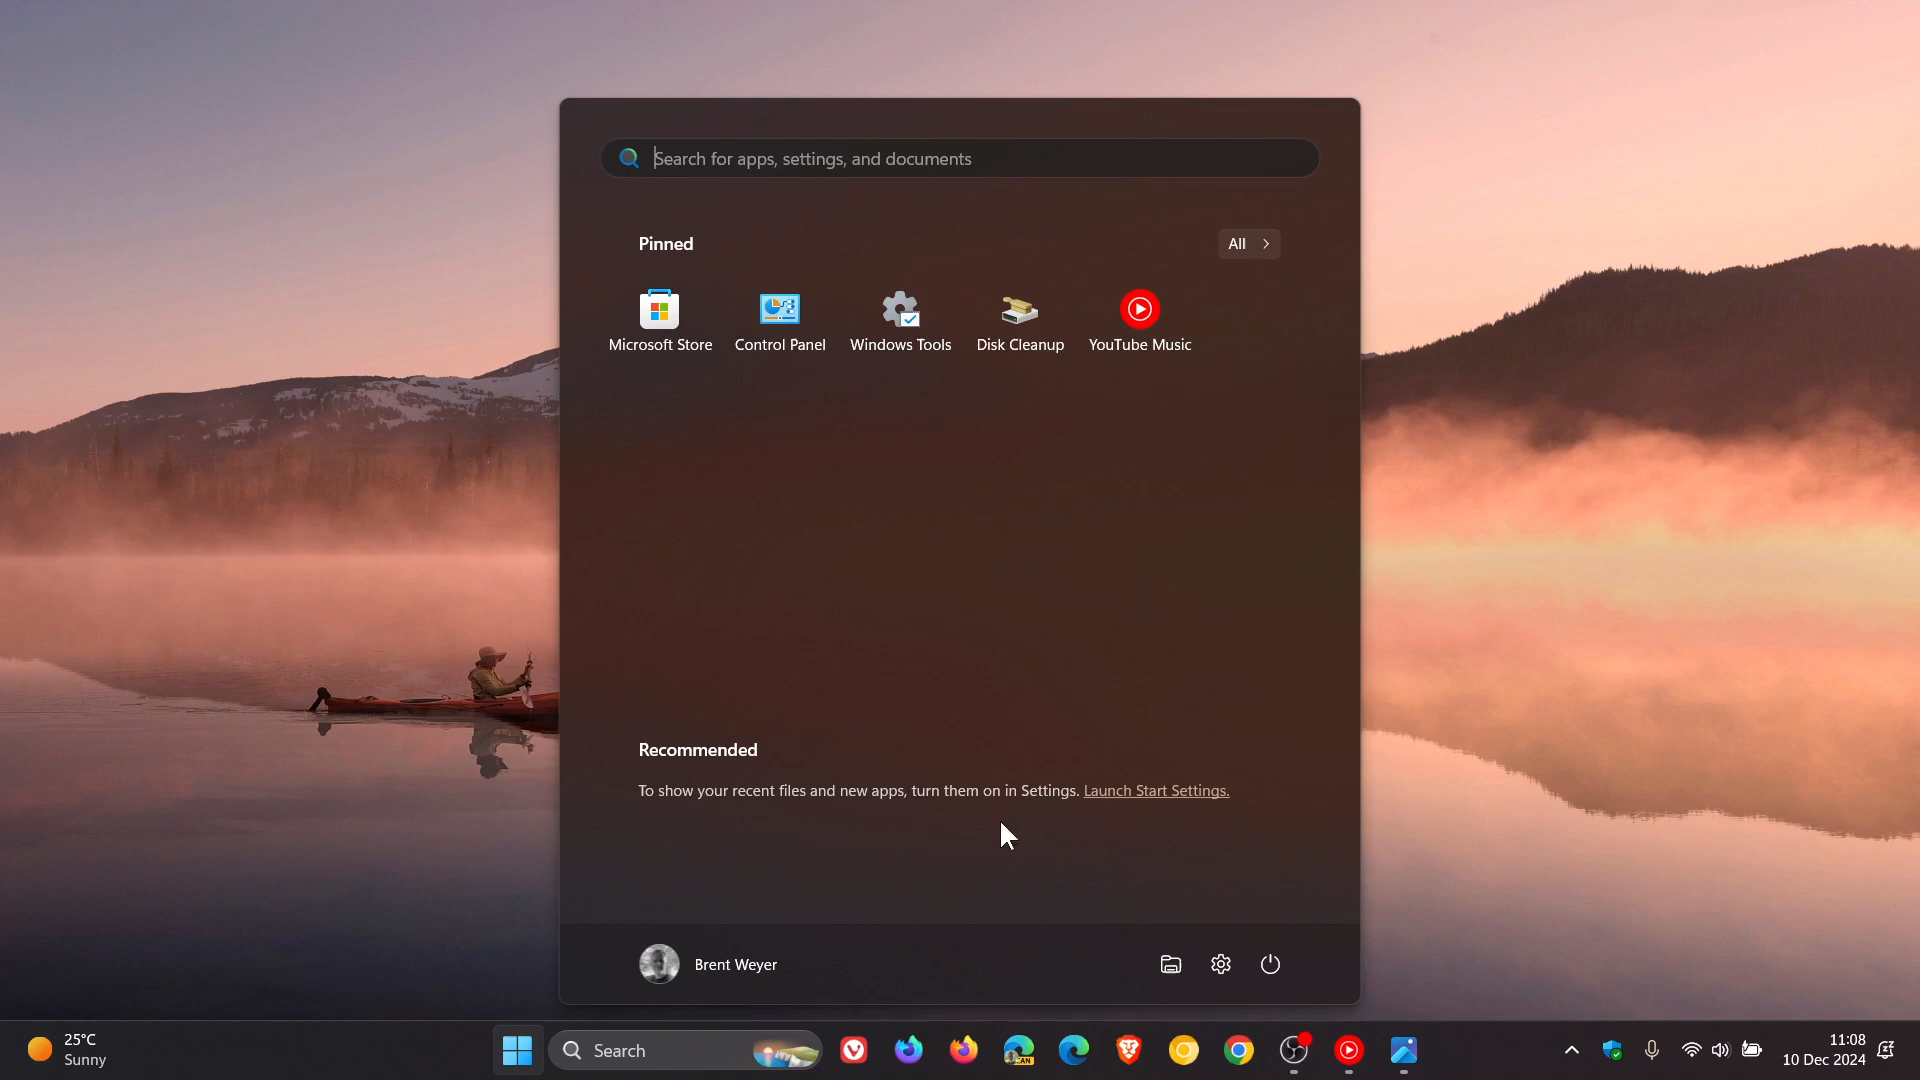 Search for apps, settings, and documents
Pinned
All
Microsoft Store
Control Panel
Windows Tools
Disk Cleanup
YouTube Music
Recommended
To show your recent files and new apps, turn them on in Settings. Launch Start Settings.
Brent Weyer
25°C
Sunny
Search
CAN
11:08
10 Dec 2024